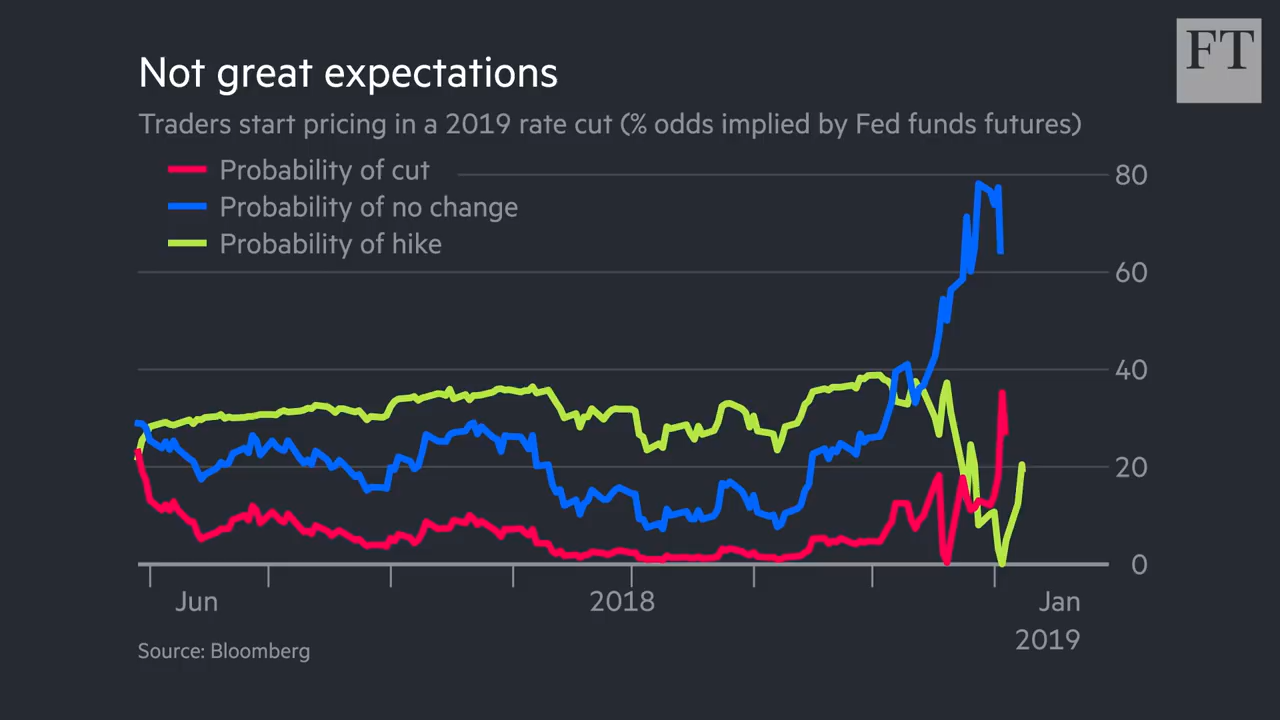 FT
Not great expectations
Traders start pricing in a 2019 rate cut (% odds implied by Fed funds futures)
Probability of cut
Probability of no change
Probability of hike
80
60
40
20
0
Jun 2018 Jan
2019
Source: Bloomberg